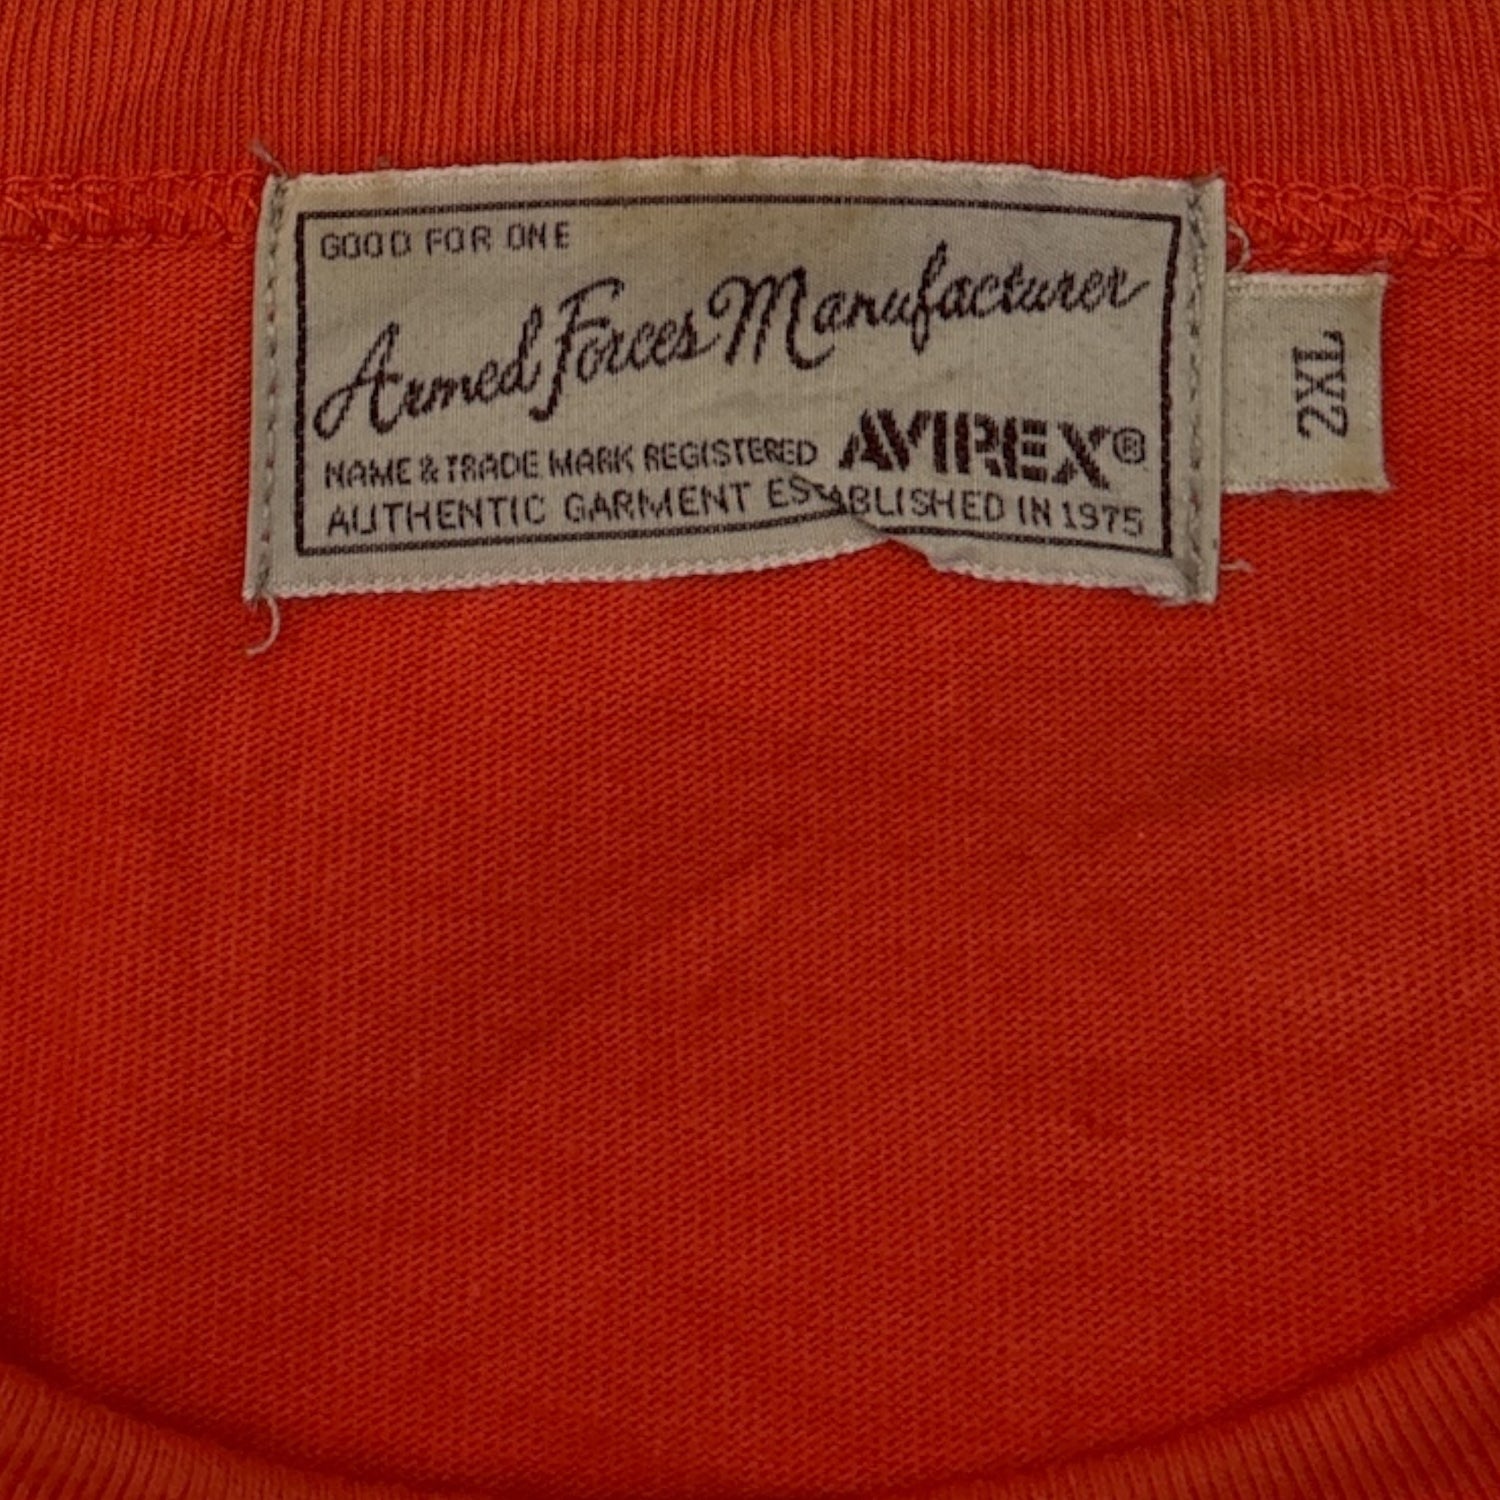 GOOD FOR ONE
Armed Forces Manufacturer
NAME & TRADE MARK REGISTERED AVIREX®
AUTHENTIC GARMENT ESTABLISHED IN 1975
2XL